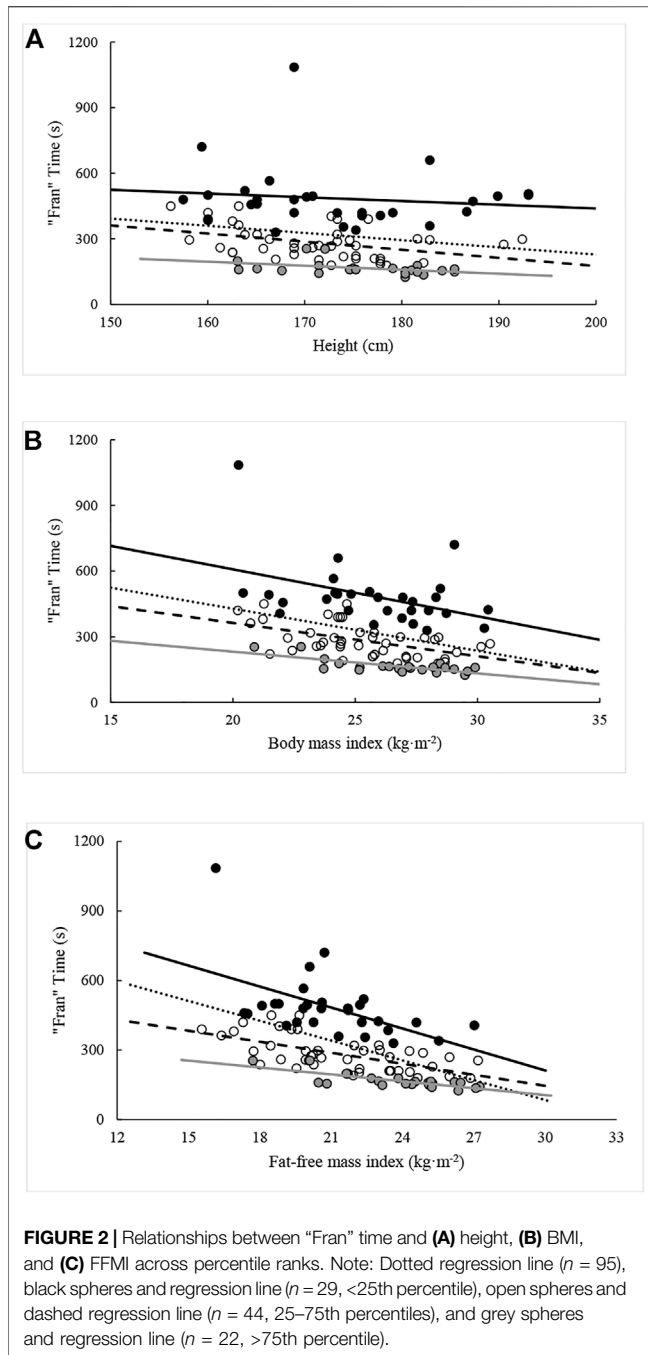 A
1200
900
600
300
0
"Fran" Time (s)
150 160 170 180 190 200
Height (cm)
B
1200
900
600
300
0
"Fran" Time (s)
15 20 25 30 35
Body mass index (kg·m⁻²)
C
1200
900
600
300
0
"Fran" Time (s)
12 15 18 21 24 27 30 33
Fat-free mass index (kg·m⁻²)
FIGURE 2 | Relationships between “Fran” time and (A) height, (B) BMI,
and (C) FFMI across percentile ranks. Note: Dotted regression line (n = 95),
black spheres and regression line (n = 29, <25th percentile), open spheres and
dashed regression line (n = 44, 25–75th percentiles), and grey spheres
and regression line (n = 22, >75th percentile).